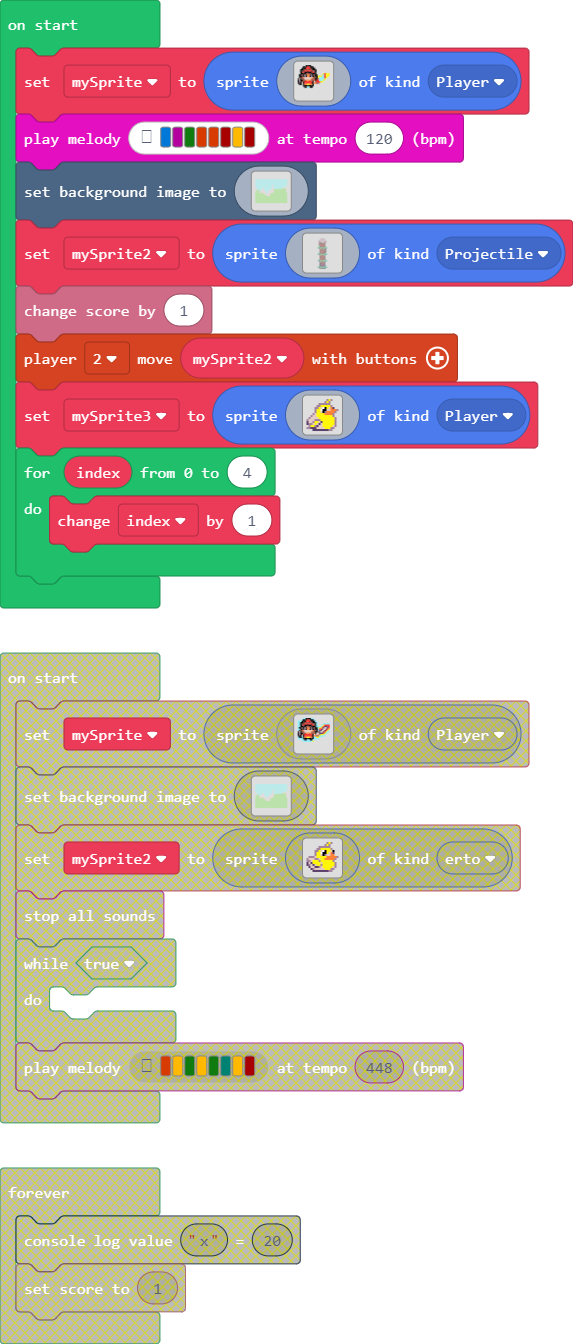 on start
set mySprite to sprite of kind Player
play melody at tempo 120 (bpm)
set background image to
set mySprite2 to sprite of kind Projectile
change score by 1
player 2 move mySprite2 with buttons
set mySprite3 to sprite of kind Player
for index from 0 to 4
do
change index by 1
on start
set mySprite to sprite of kind Player
set background image to
set mySprite2 to sprite of kind erto
stop all sounds
while true
do
play melody at tempo 448 (bpm)
forever
console log value "x" = 20
set score to 1